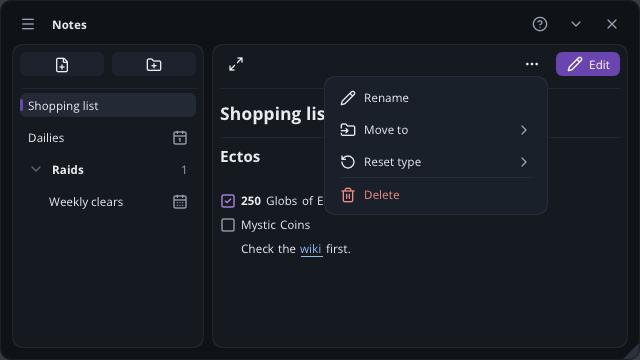 Notes
Edit
Shopping list
Dailies
Raids 1
Weekly clears
Rename
Move to
Reset type
Delete
Shopping lis
Ectos
250 Globs of E
Mystic Coins
Check the wiki first.